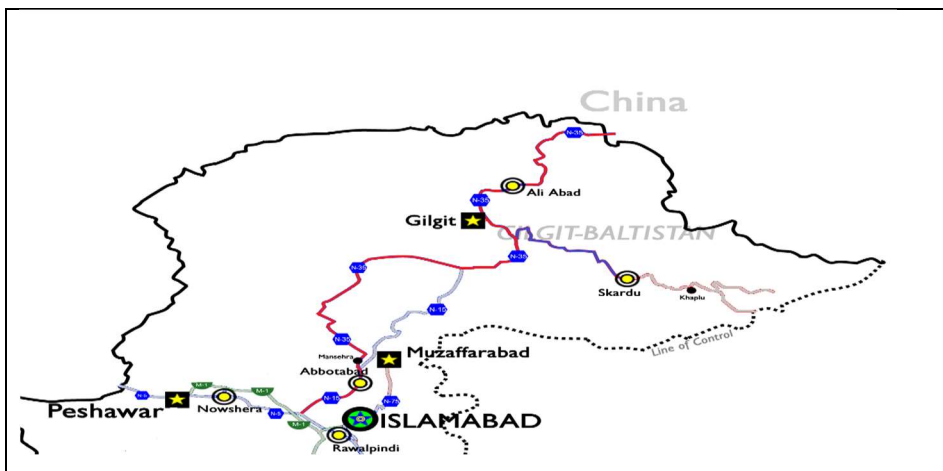 China
N-35
Ali Abad
N-35
Gilgit
GILGIT-BALTISTAN
N-35
N-35
Skardu
Khaplu
N-15
N-35
Line of Control
Muzaffarabad
Mansehra
Abbotabad
M-1
M-1
N-5
N-15
N-75
Peshawar
Nowshera
N-5
ISLAMABAD
M-1
Rawalpindi